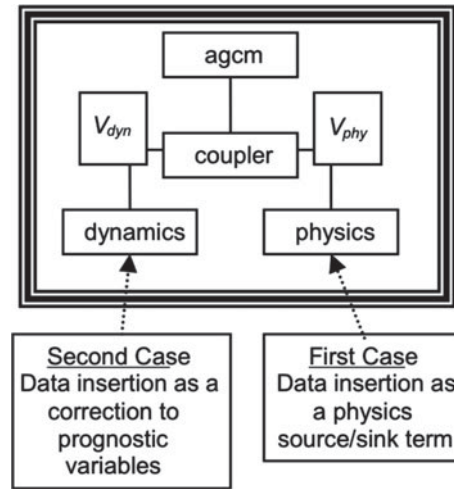 agcm
Vdyn
Vphy
coupler
dynamics
physics
Second Case
Data insertion as a
correction to
prognostic
variables
First Case
Data insertion as
a physics
source/sink term